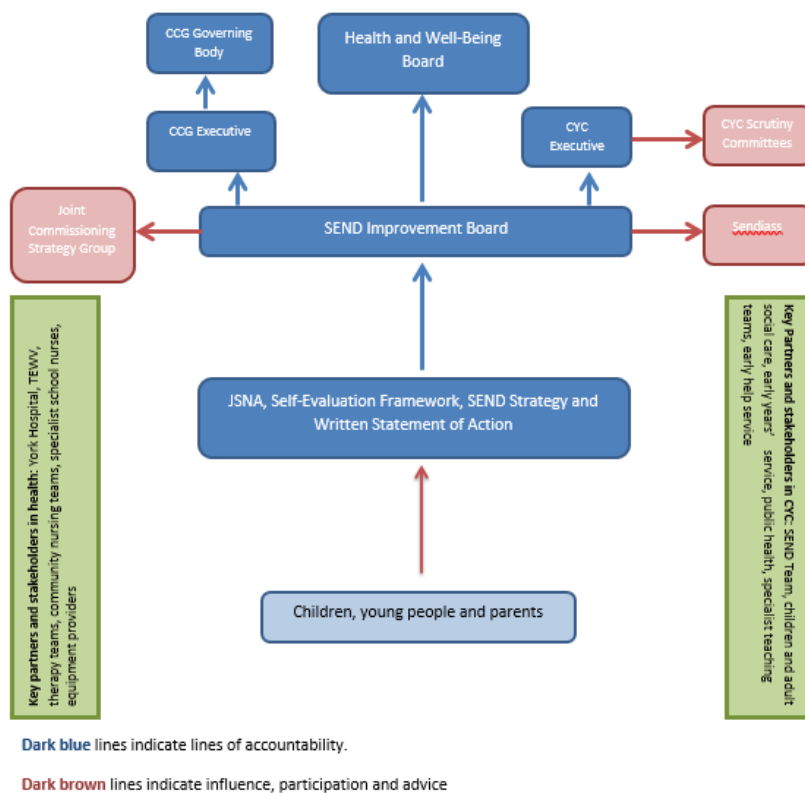 CCG Governing
Body
Health and Well-Being
Board
CCG Executive
CYC
Executive
CYC Scrutiny
Committees
Joint
Commissioning
Strategy Group
SEND Improvement Board
Sendiass
Key partners and stakeholders in health: York Hospital, TEWV,
therapy teams, community nursing teams, specialist school nurses,
equipment providers
JSNA, Self-Evaluation Framework, SEND Strategy and
Written Statement of Action
Key Partners and stakeholders in CYC: SEND Team, children and adult
social care, early years' service, public health, specialist teaching
teams, early help service
Children, young people and parents
Dark blue lines indicate lines of accountability.
Dark brown lines indicate influence, participation and advice